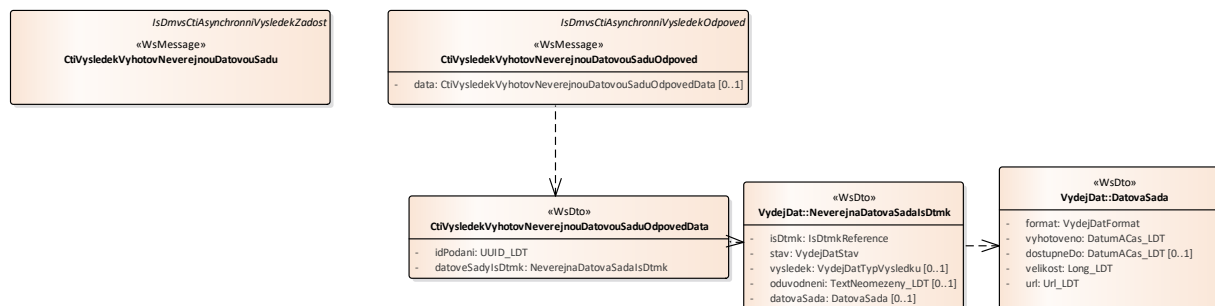 IsDmvsCtiAsynchronniVysledekZadost
«WsMessage»
CtiVysledekVyhotovNeverejnouDatovouSadu
IsDmvsCtiAsynchronniVysledekOdpoved
«WsMessage»
CtiVysledekVyhotovNeverejnouDatovouSaduOdpoved
- data: CtiVysledekVyhotovNeverejnouDatovouSaduOdpovedData [0..1]
«WsDto»
CtiVysledekVyhotovNeverejnouDatovouSaduOdpovedData
- idPodani: UUID_LDT
- datoveSadyIsDtmk: NeverejnaDatovaSadaIsDtmk
«WsDto»
VydejDat::NeverejnaDatovaSadaIsDtmk
- isDtmk: IsDtmkReference
- stav: VydejDatStav
- vysledek: VydejDatTypVysledku [0..1]
- oduvodneni: TextNeomezeny_LDT [0..1]
- datovaSada: DatovaSada [0..1]
«WsDto»
VydejDat::DatovaSada
- format: VydejDatFormat
- vyhotoveno: DatumACas_LDT
- dostupneDo: DatumACas_LDT [0..1]
- velikost: Long_LDT
- url: Url_LDT